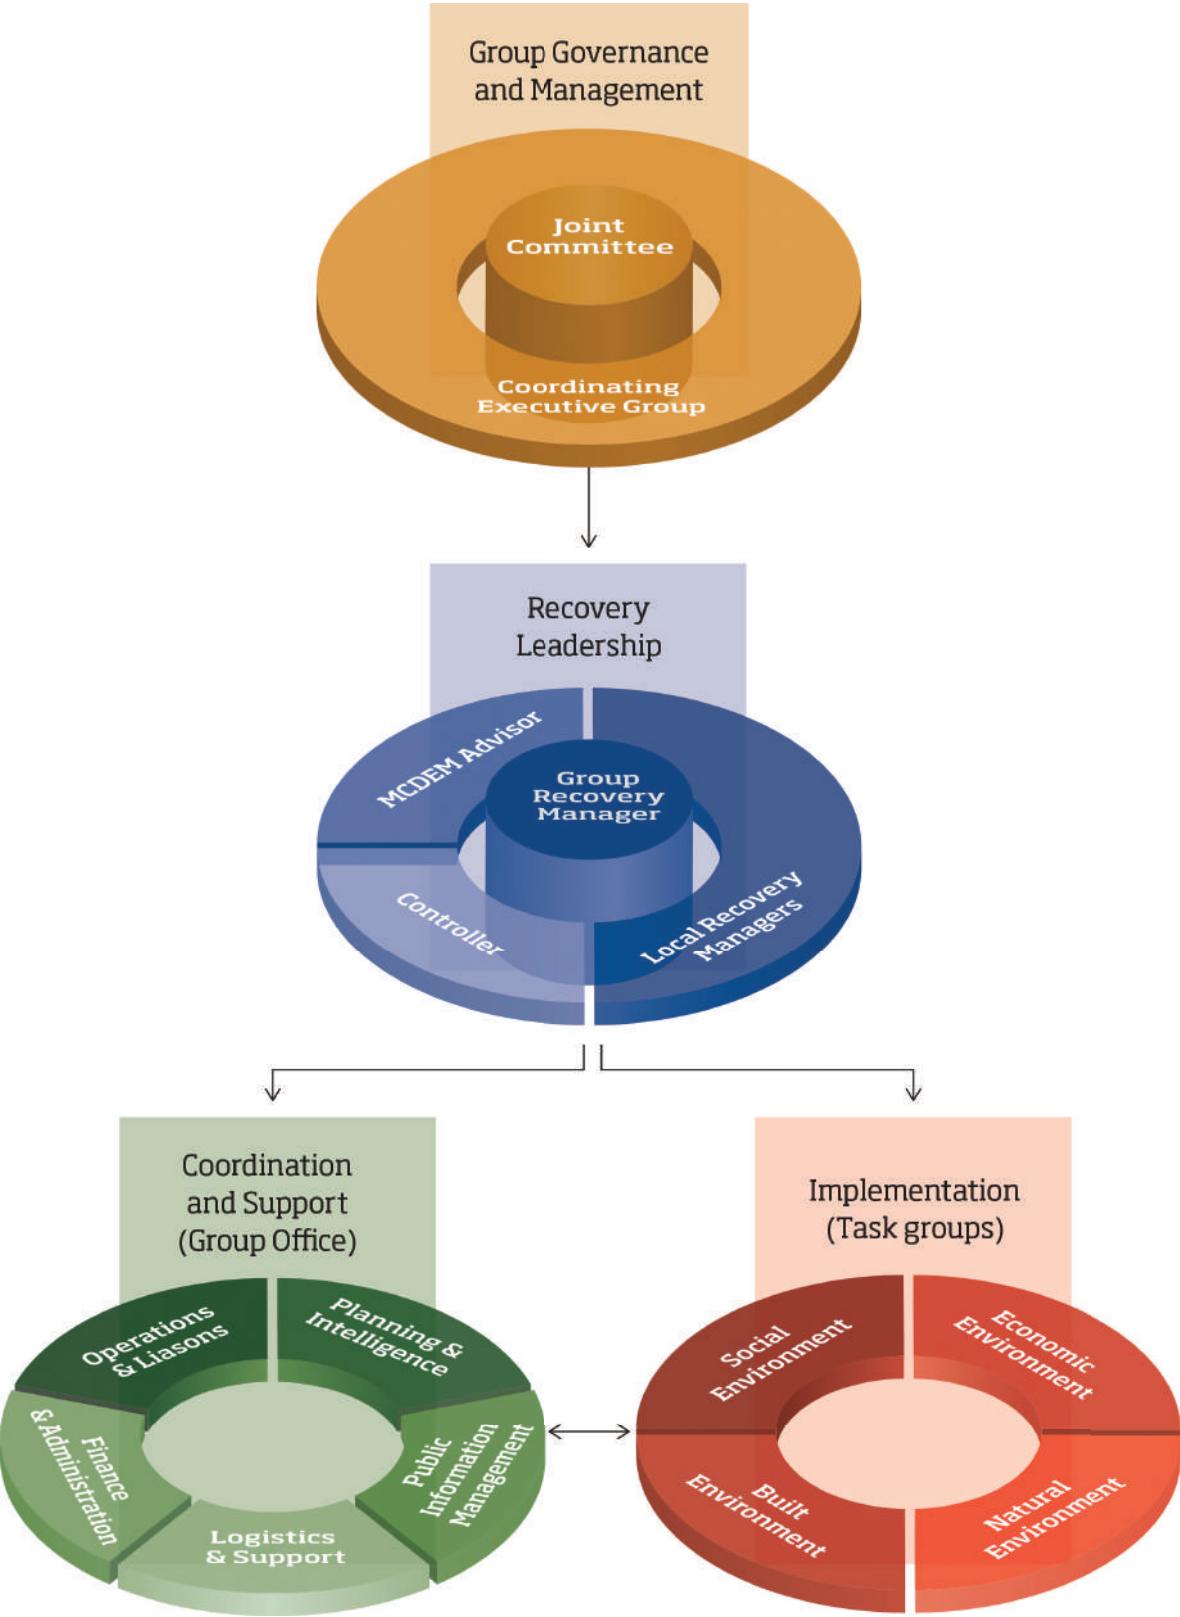 Group Governance
and Management
Joint
Committee
Coordinating
Executive Group
Recovery
Leadership
MCDEM Advisor
Group
Recovery
Manager
Controller
Local Recovery
Managers
Coordination
and Support
(Group Office)
Operations
& Liasons
Planning &
Intelligence
Finance
& Administration
Public
Information
Management
Logistics
& Support
Implementation
(Task groups)
Social
Environment
Economic
Environment
Built
Environment
Natural
Environment